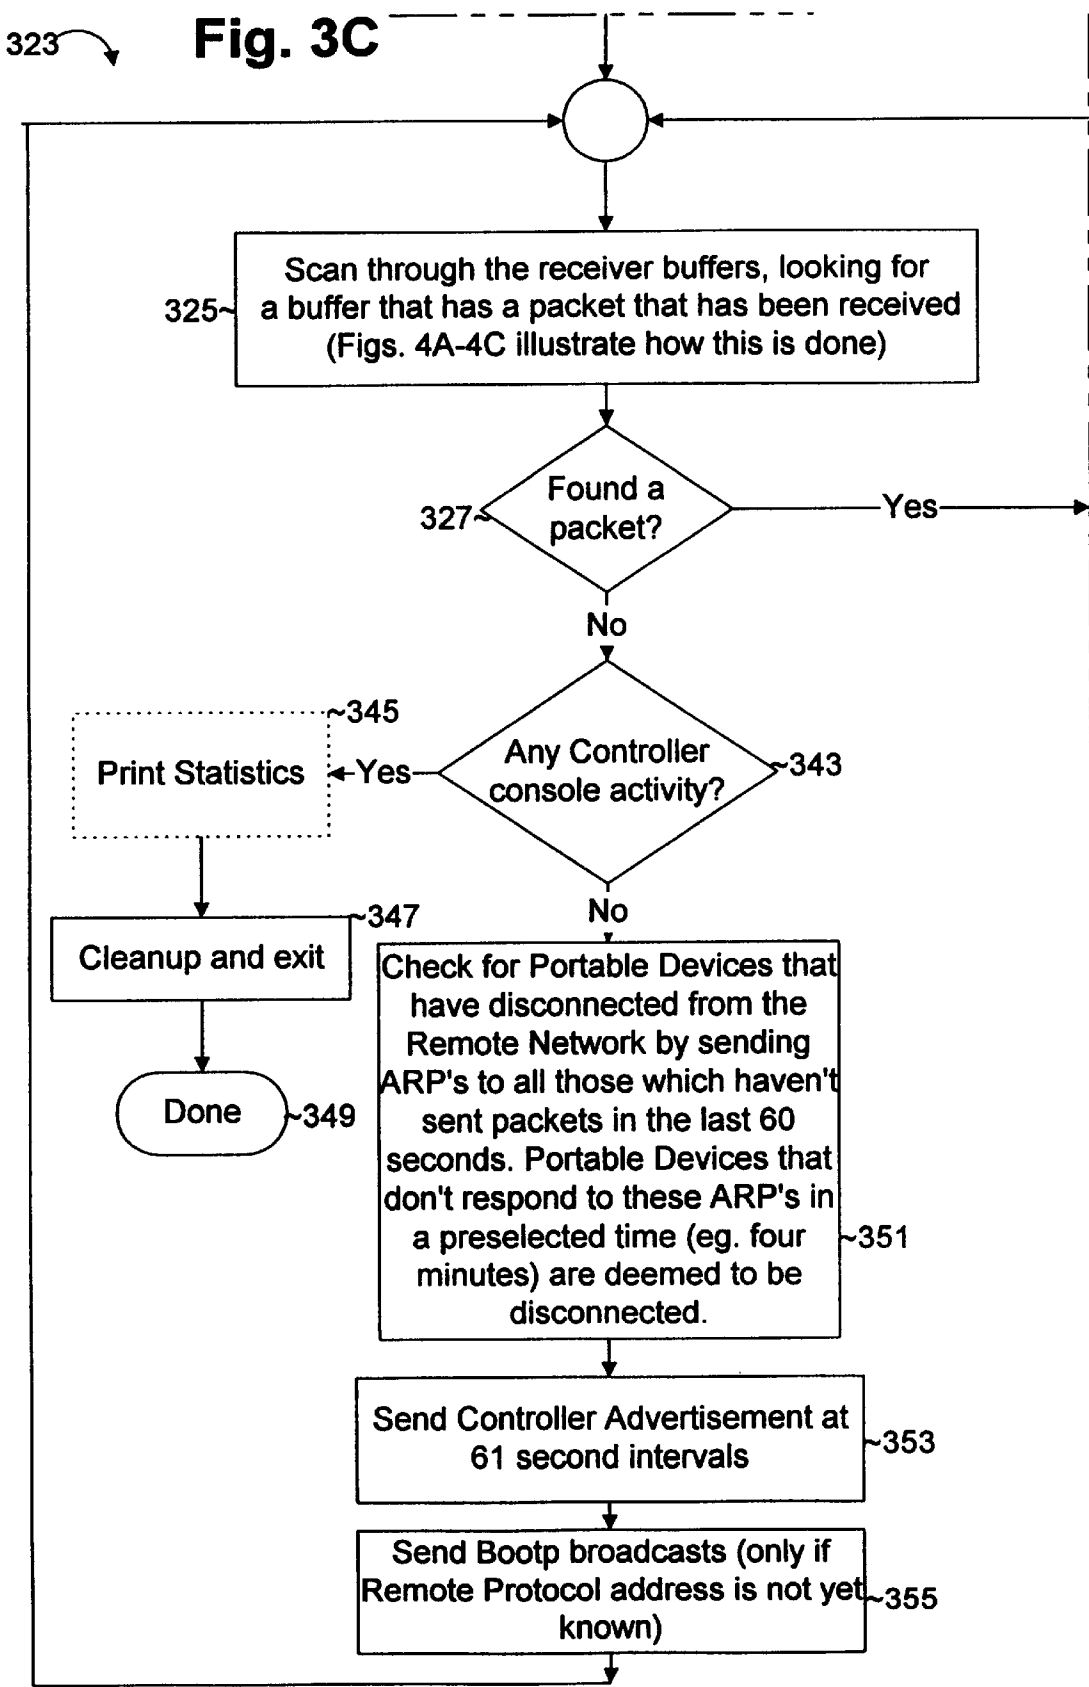 323
Fig. 3C
Scan through the receiver buffers, looking for
a buffer that has a packet that has been received
(Figs. 4A-4C illustrate how this is done)
325
Found a
packet?
327
Yes
No
345
Print Statistics
Yes
Any Controller
console activity?
343
No
347
Cleanup and exit
Done
349
Check for Portable Devices that
have disconnected from the
Remote Network by sending
ARP's to all those which haven't
sent packets in the last 60
seconds. Portable Devices that
don't respond to these ARP's in
a preselected time (eg. four
minutes) are deemed to be
disconnected.
351
Send Controller Advertisement at
61 second intervals
353
Send Bootp broadcasts (only if
Remote Protocol address is not yet
known)
355